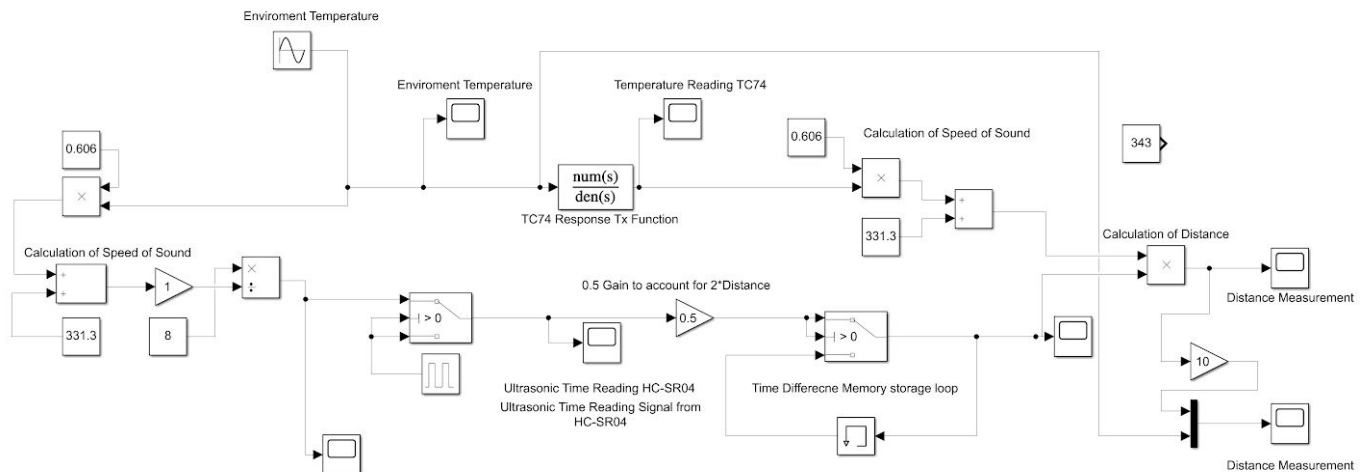 Enviroment Temperature
Enviroment Temperature
Temperature Reading TC74
0.606
0.606
Calculation of Speed of Sound
343
num(s)
den(s)
TC74 Response Tx Function
331.3
Calculation of Distance
Calculation of Speed of Sound
1
331.3
8
> 0
0.5 Gain to account for 2*Distance
0.5
> 0
Distance Measurement
10
Ultrasonic Time Reading HC-SR04
Ultrasonic Time Reading Signal from
HC-SR04
Time Differecne Memory storage loop
Distance Measurement